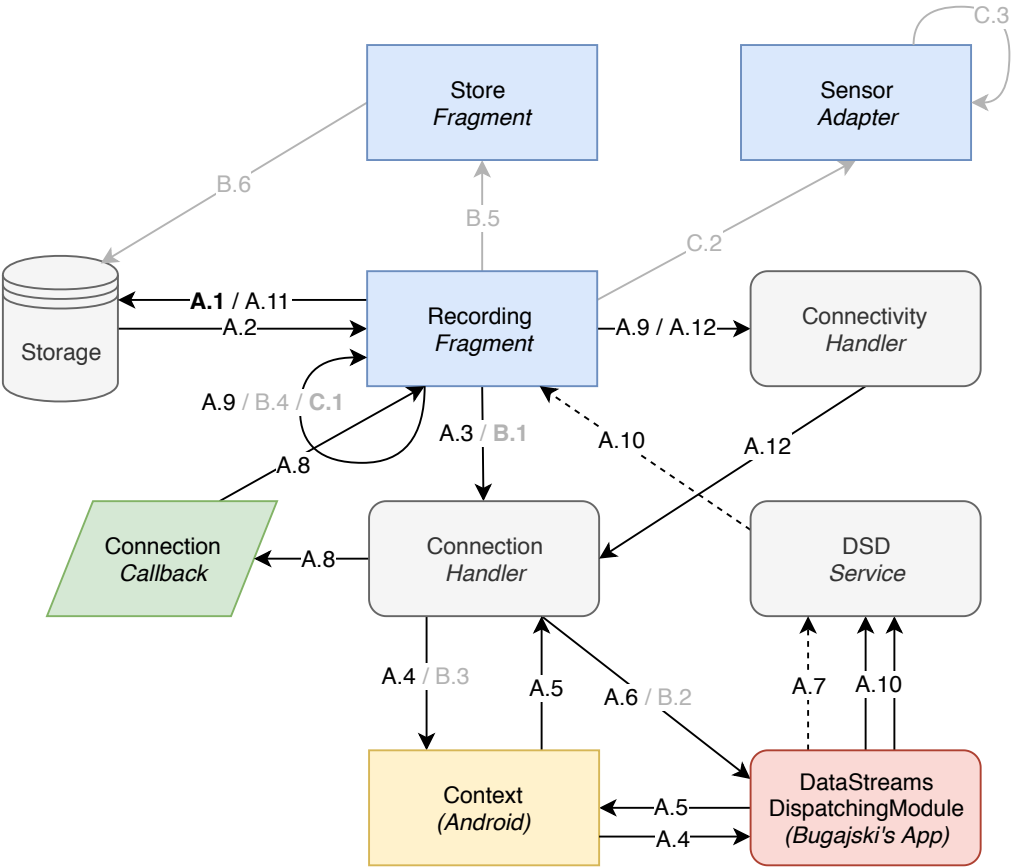 C.3
Store
Fragment
Sensor
Adapter
B.6
B.5
C.2
A.1 / A.11
A.2
Storage
Recording
Fragment
A.9 / A.12
Connectivity
Handler
A.9 / B.4 / C.1
A.3 / B.1
A.10
A.12
A.8
Connection
Callback
A.8
Connection
Handler
DSD
Service
A.4 / B.3
A.5
A.6 / B.2
A.7
A.10
Context
(Android)
A.5
A.4
DataStreams
DispatchingModule
(Bugajski's App)